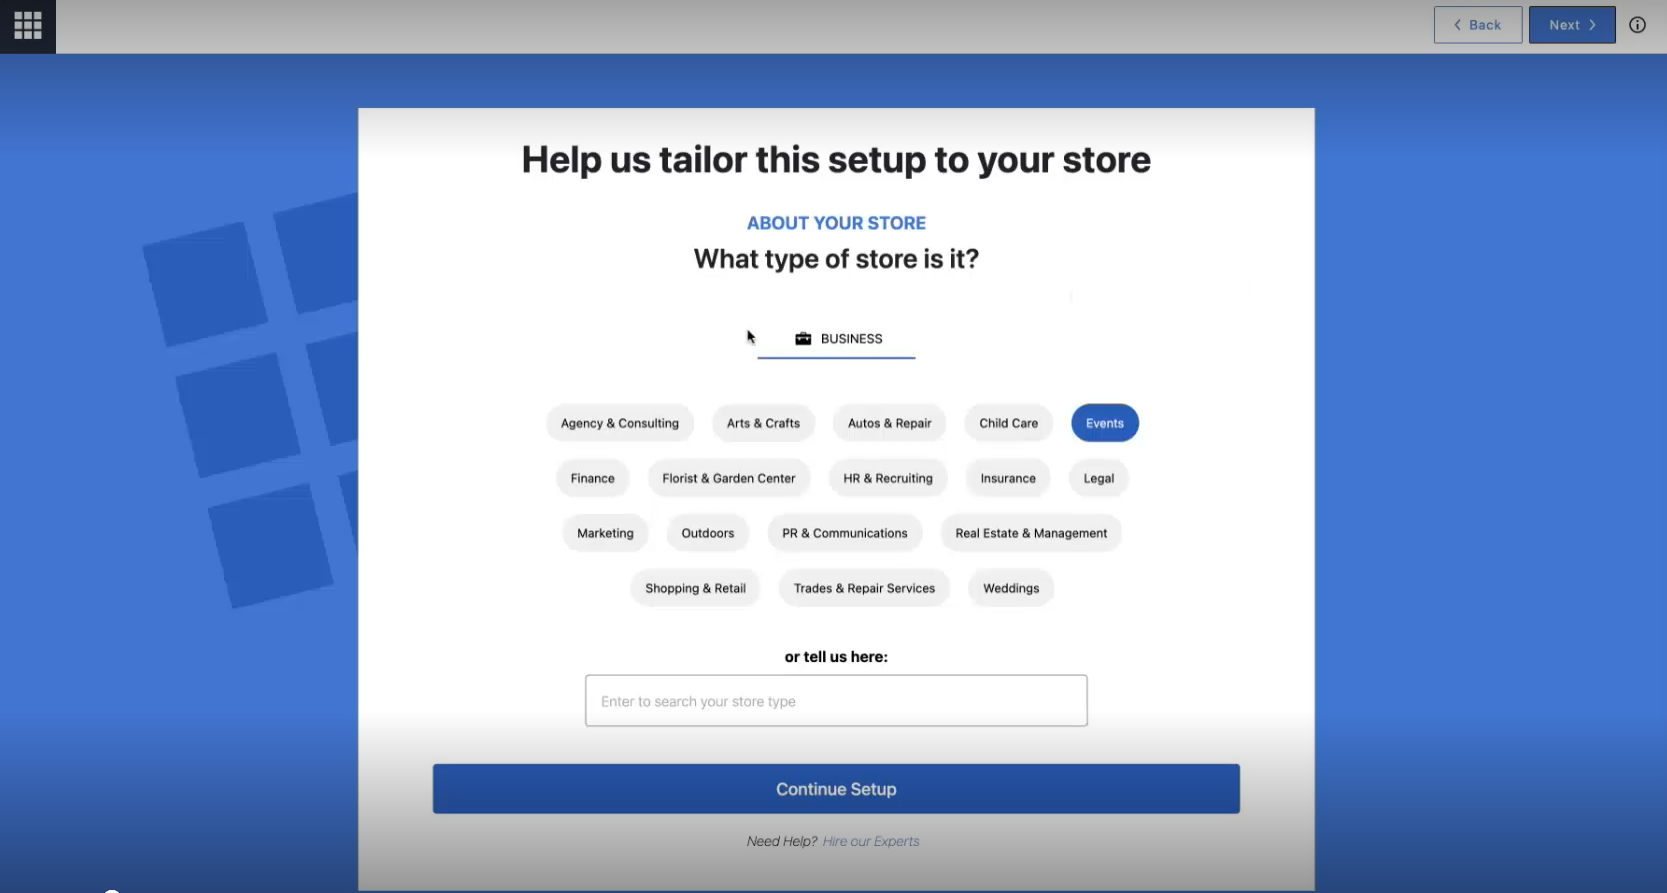 Back
Next
Help us tailor this setup to your store
ABOUT YOUR STORE
What type of store is it?
BUSINESS
Agency & Consulting Arts & Crafts Autos & Repair Child Care Events
Finance Florist & Garden Center HR & Recruiting Insurance Legal
Marketing Outdoors PR & Communications Real Estate & Management
Shopping & Retail Trades & Repair Services Weddings
or tell us here:
Enter to search your store type
Continue Setup
Need Help? Hire our Experts